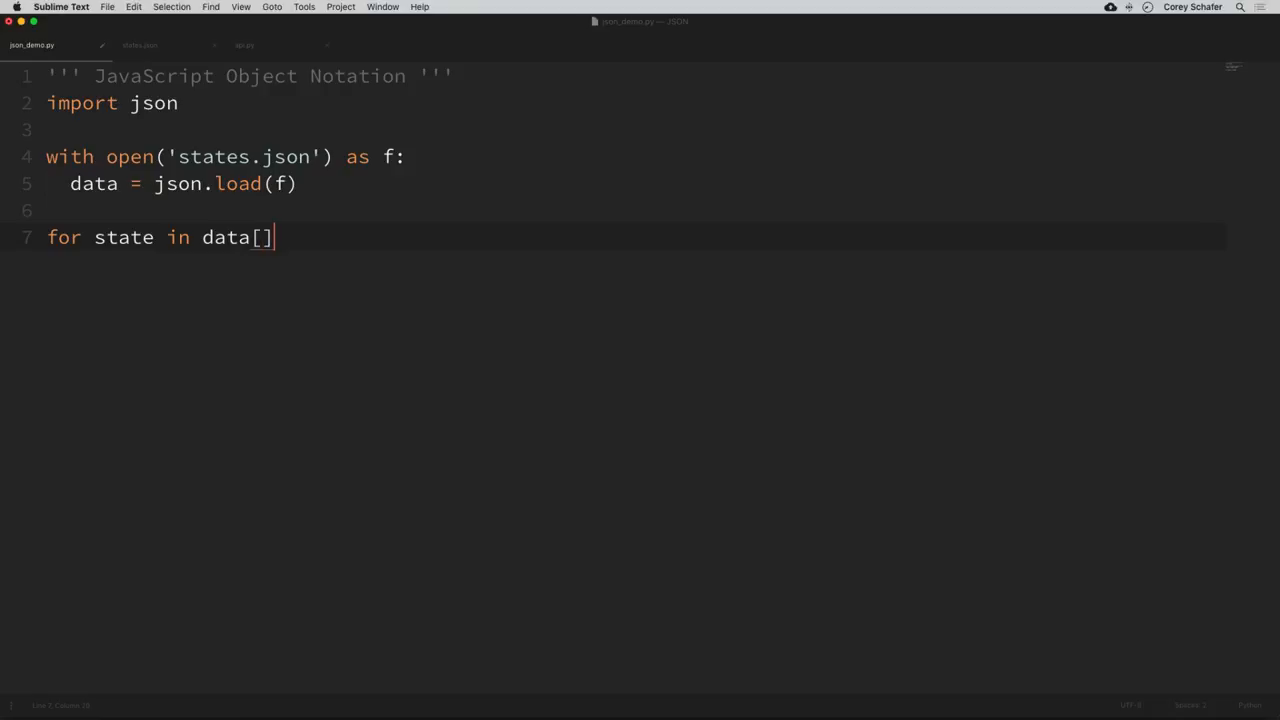 Sublime Text File Edit Selection Find View Goto Tools Project Window Help Corey Schafer
json_demo.py — JSON
json_demo.py states.json api.py
1 ''' JavaScript Object Notation '''
2 import json
3
4 with open('states.json') as f:
5 data = json.load(f)
6
7 for state in data[]
Line 7, Column 20 UTF-8 Spaces: 2 Python